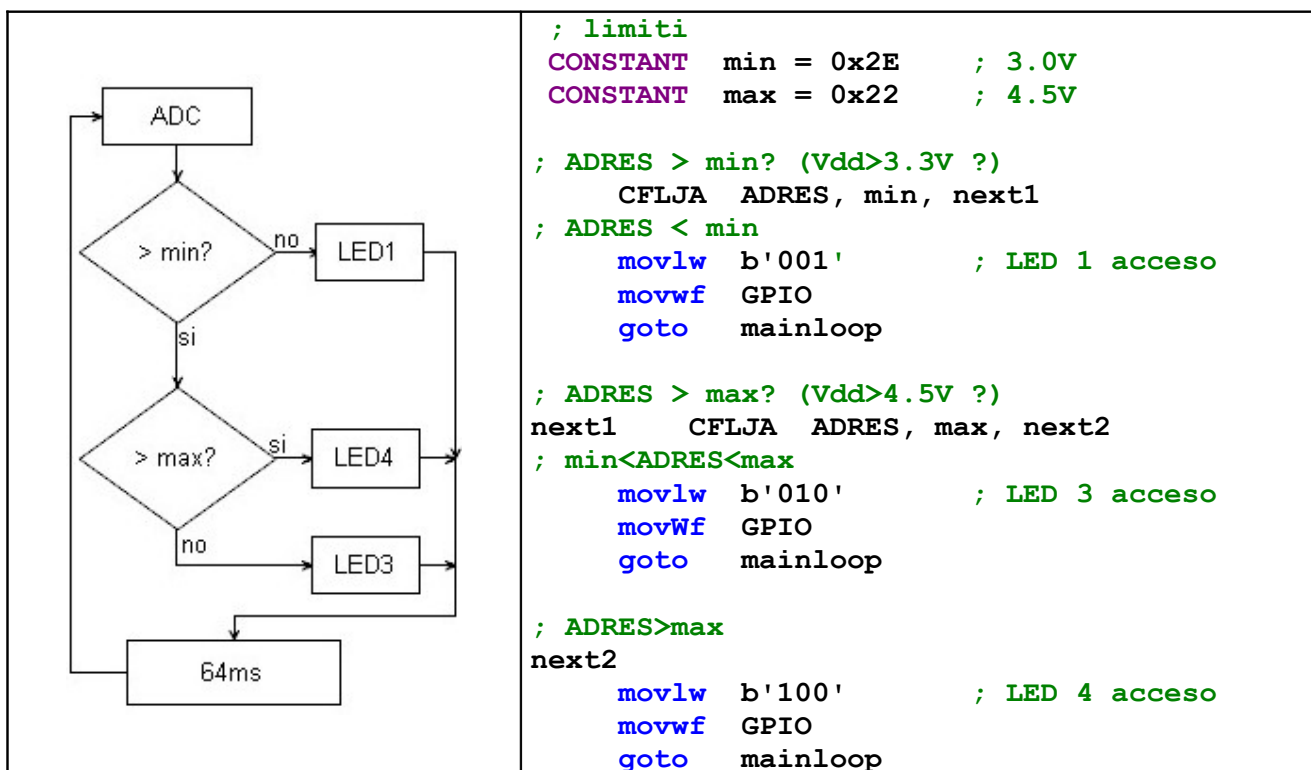 ADC
> min?
no
LED1
si
> max?
si
LED4
no
LED3
64ms
; limiti
CONSTANT min = 0x2E ; 3.0V
CONSTANT max = 0x22 ; 4.5V
; ADRES > min? (Vdd>3.3V ?)
CFLJA ADRES, min, next1
; ADRES < min
movlw b'001' ; LED 1 acceso
movwf GPIO
goto mainloop
; ADRES > max? (Vdd>4.5V ?)
next1 CFLJA ADRES, max, next2
; min<ADRES<max
movlw b'010' ; LED 3 acceso
movWf GPIO
goto mainloop
; ADRES>max
next2
movlw b'100' ; LED 4 acceso
movwf GPIO
goto mainloop